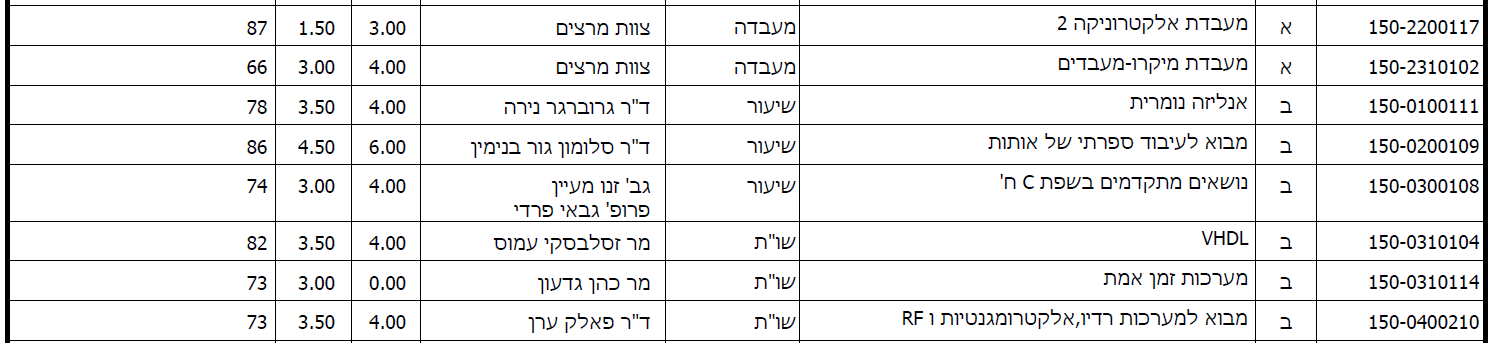 150-2200117 א מעבדת אלקטרוניקה 2 מעבדה צוות מרצים 3.00 1.50 87
150-2310102 א מעבדת מיקרו-מעבדים מעבדה צוות מרצים 4.00 3.00 66
150-0100111 ב אנליזה נומרית שיעור ד"ר גרוברגר נירה 4.00 3.50 78
150-0200109 ב מבוא לעיבוד ספרתי של אותות שיעור ד"ר סלומון גור בנימין 6.00 4.50 86
150-0300108 ב נושאים מתקדמים בשפת C ח' שיעור גב' זנו מעיין 4.00 3.00 74
פרופ' גבאי פרדי
150-0310104 ב VHDL שו"ת מר זסלבסקי עמוס 4.00 3.50 82
150-0310114 ב מערכות זמן אמת שו"ת מר כהן גדעון 0.00 3.00 73
150-0400210 ב מבוא למערכות רדיו,אלקטרומגנטיות ו RF שו"ת ד"ר פאלק ערן 4.00 3.50 73